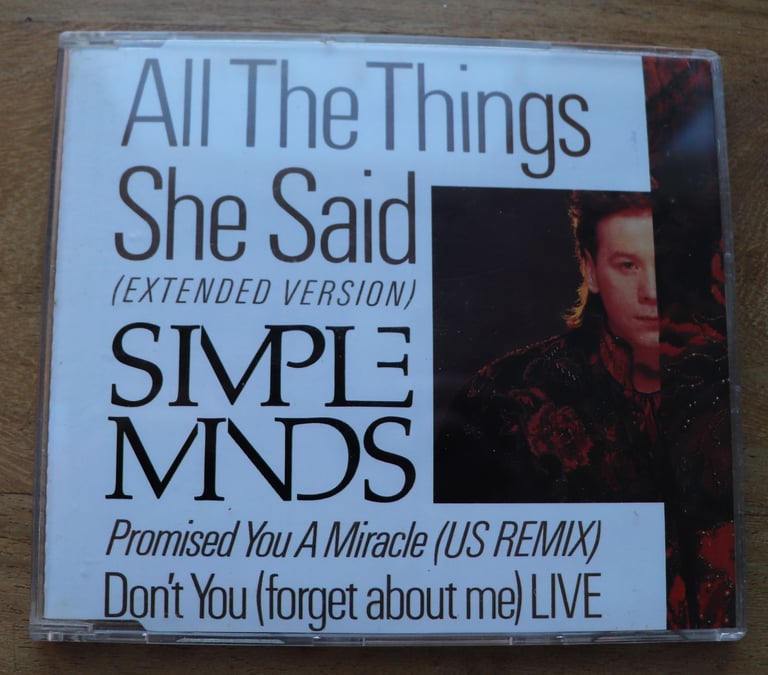 All The Things
She Said
(EXTENDED VERSION)
SIMPLE
MINDS
Promised You A Miracle (US REMIX)
Don't You (forget about me) LIVE